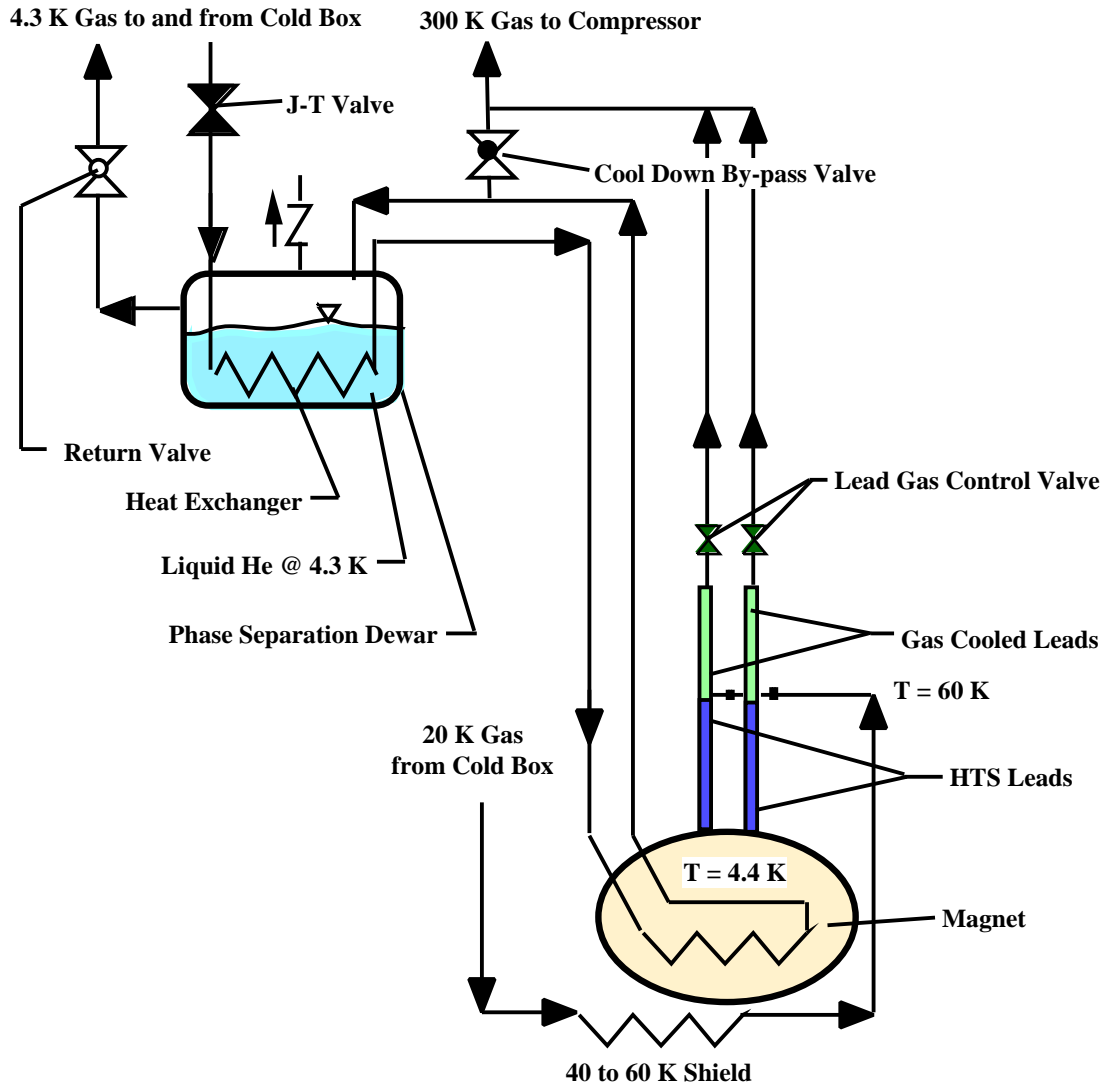 4.3 K Gas to and from Cold Box
300 K Gas to Compressor
J-T Valve
Cool Down By-pass Valve
Return Valve
Heat Exchanger
Liquid He @ 4.3 K
Phase Separation Dewar
Lead Gas Control Valve
Gas Cooled Leads
T = 60 K
20 K Gas
from Cold Box
HTS Leads
T = 4.4 K
Magnet
40 to 60 K Shield